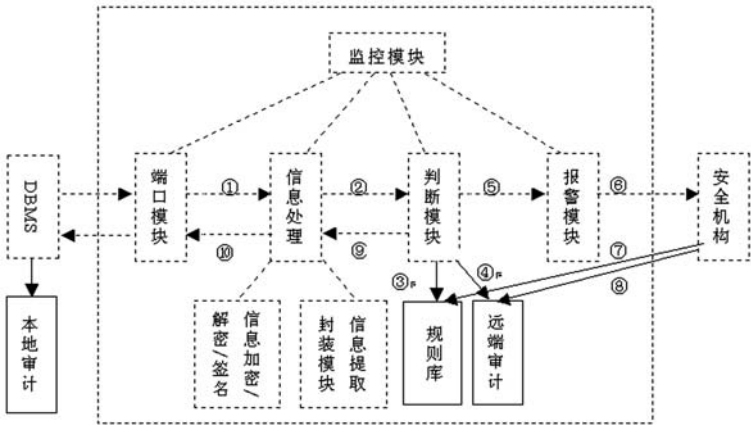 监控模块
DBMS
端口模块
①
信息处理
②
判断模块
⑤
报警模块
⑥
安全机构
⑩
⑨
⑦
③
④
⑧
本地审计
信息加密/
解密/签名
信息提取
封装模块
规则库
远端审计